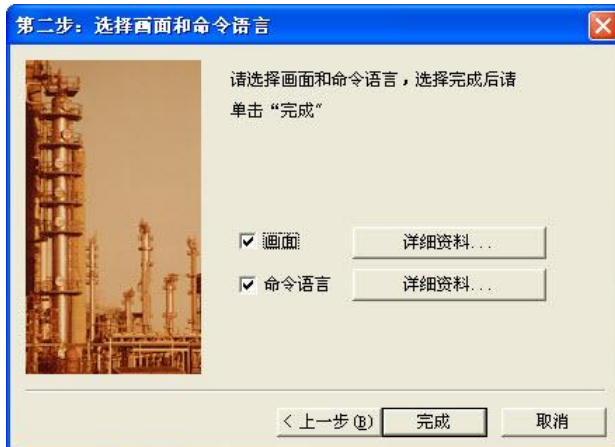 第二步：选择画面和命令语言
请选择画面和命令语言，选择完成后请
单击“完成”
画面
详细资料...
命令语言
详细资料...
< 上一步(B)
完成
取消